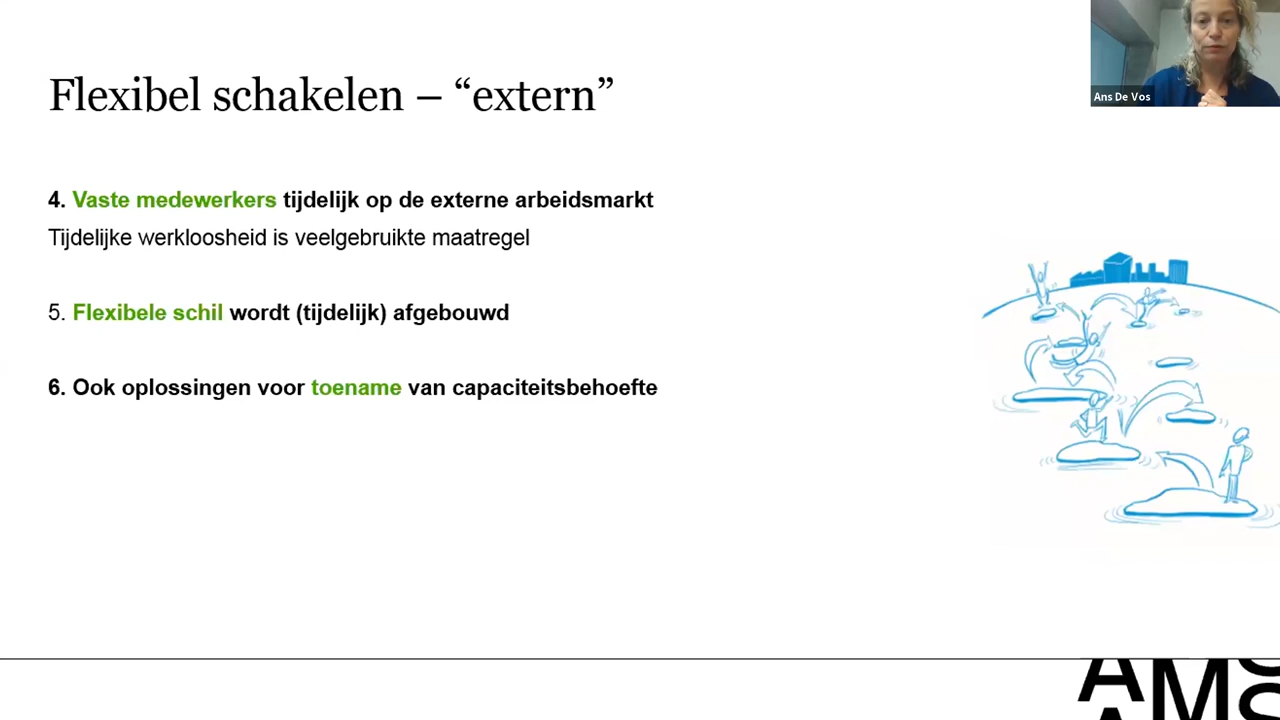 Flexibel schakelen – “extern”
Ans De Vos
4. Vaste medewerkers tijdelijk op de externe arbeidsmarkt
Tijdelijke werkloosheid is veelgebruikte maatregel
5. Flexibele schil wordt (tijdelijk) afgebouwd
6. Ook oplossingen voor toename van capaciteitsbehoefte
AMS